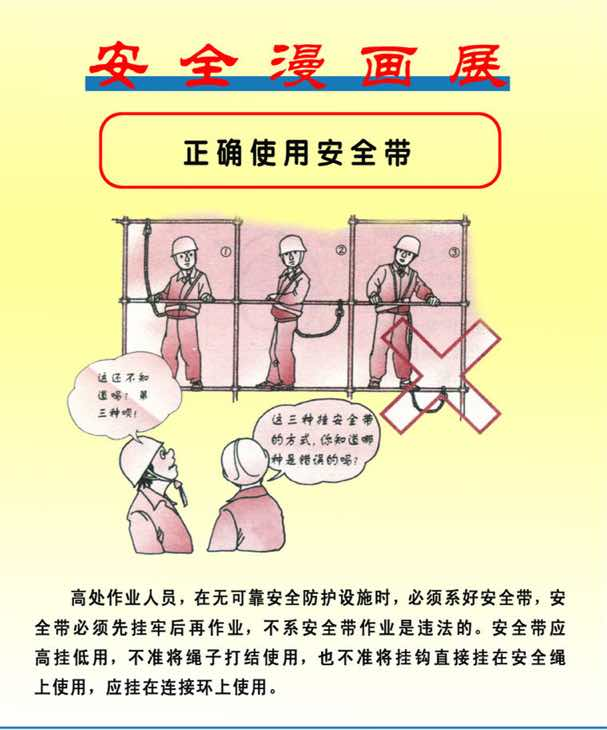 安全漫画展
正确使用安全带
①
②
③
这还不知
道吗?第
三种呗!
这三种挂安全带
的方式,你知道哪
种是错误的吗?
高处作业人员，在无可靠安全防护设施时，必须系好安全带，安
全带必须先挂牢后再作业，不系安全带作业是违法的。安全带应
高挂低用，不准将绳子打结使用，也不准将挂钩直接挂在安全绳
上使用，应挂在连接环上使用。